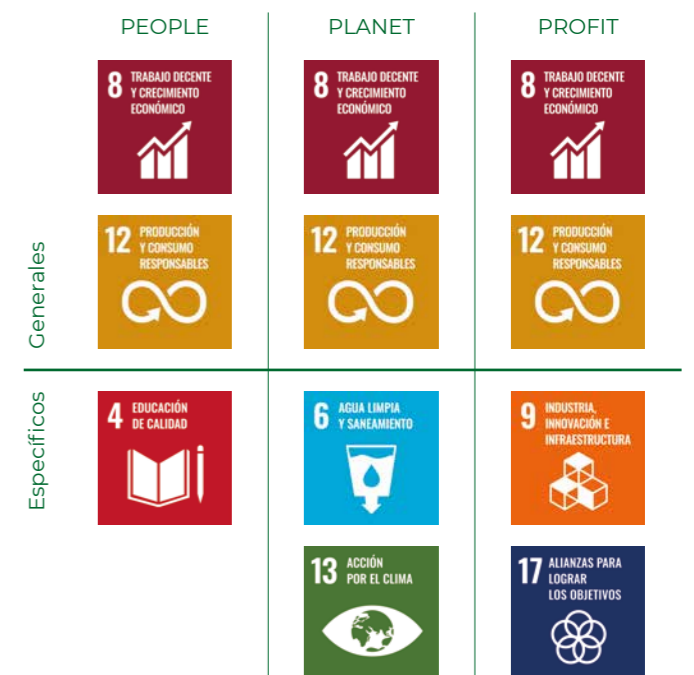 PEOPLE
PLANET
PROFIT
Generales
8 TRABAJO DECENTE
Y CRECIMIENTO
ECONÓMICO
8 TRABAJO DECENTE
Y CRECIMIENTO
ECONÓMICO
8 TRABAJO DECENTE
Y CRECIMIENTO
ECONÓMICO
12 PRODUCCIÓN
Y CONSUMO
RESPONSABLES
12 PRODUCCIÓN
Y CONSUMO
RESPONSABLES
12 PRODUCCIÓN
Y CONSUMO
RESPONSABLES
Específicos
4 EDUCACIÓN
DE CALIDAD
6 AGUA LIMPIA
Y SANEAMIENTO
9 INDUSTRIA,
INNOVACIÓN E
INFRAESTRUCTURA
13 ACCIÓN
POR EL CLIMA
17 ALIANZAS PARA
LOGRAR
LOS OBJETIVOS